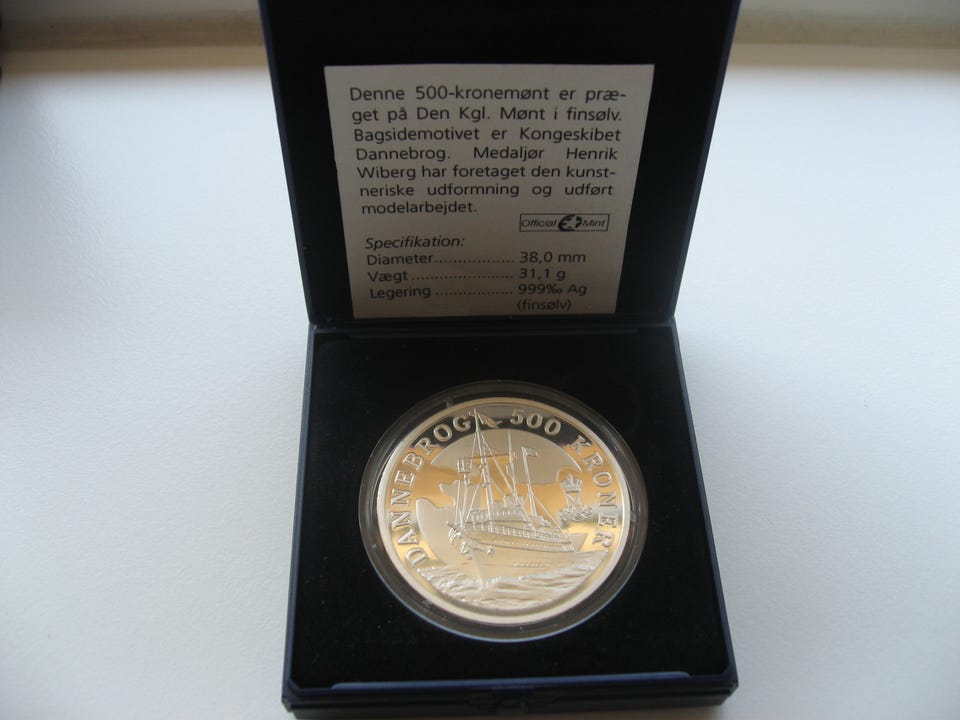 Denne 500-kronemønt er præ-
get på Den Kgl. Mønt i finsølv.
Bagsidemotivet er Kongeskibet
Dannebrog. Medaljør Henrik
Wiberg har foretaget den kunst-
neriske udformning og udført
modelarbejdet.
Official Mint
Specifikation:
Diameter................ 38,0 mm
Vægt ..................... 31,1 g
Legering ................ 999‰ Ag
(finsølv)
DANNEBROG 500 KRONER